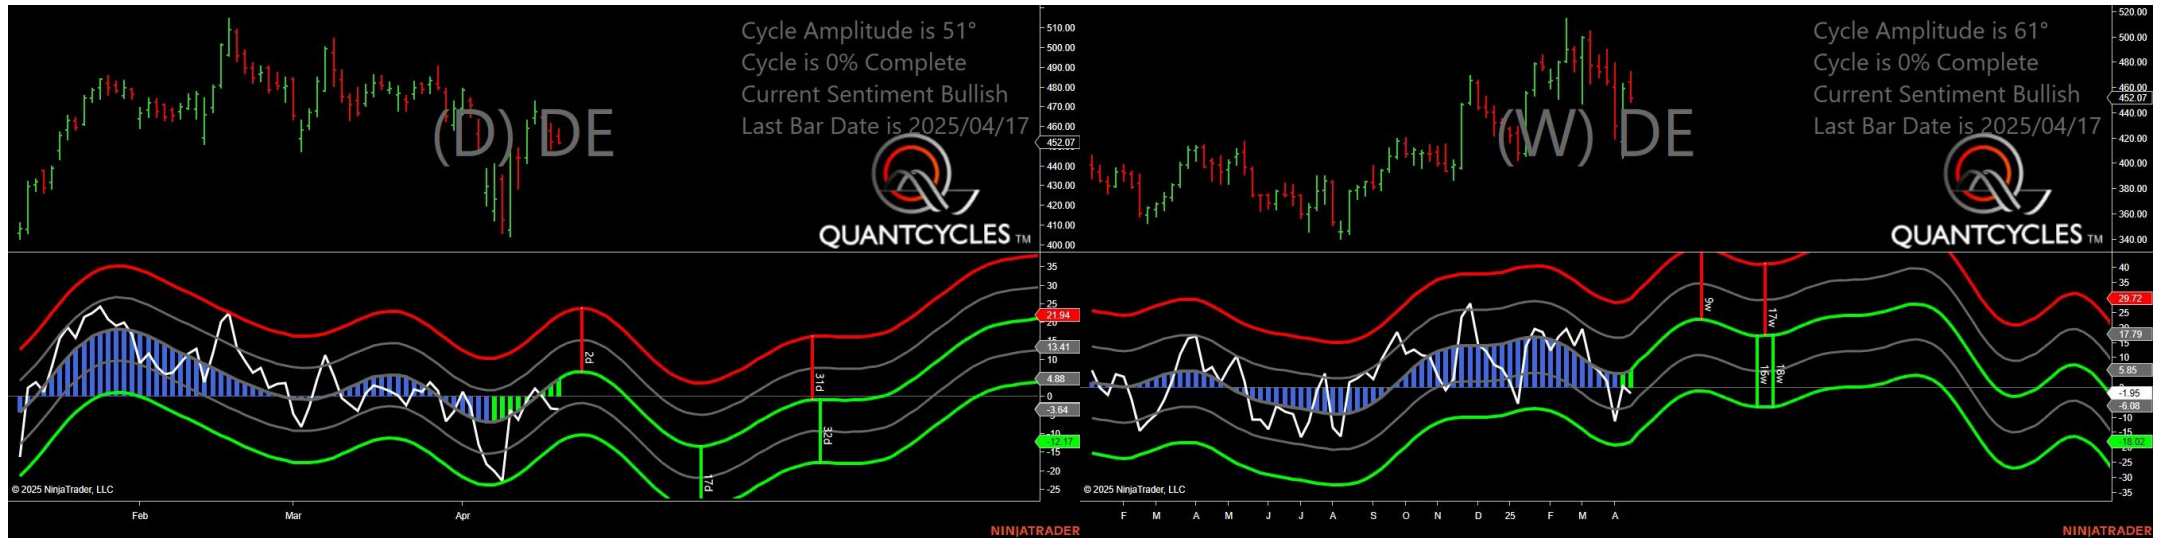 Cycle Amplitude is 51°
Cycle is 0% Complete
Current Sentiment Bullish
Last Bar Date is 2025/04/17
(D) DE
QUANTCYCLES TM
510.00
500.00
490.00
480.00
470.00
460.00
452.07
440.00
430.00
420.00
410.00
400.00
35
30
25
21.94
20
13.41
10
4.88
0
-3.64
-12.17
-15
-20
-25
2d
17d
31d
32d
© 2025 NinjaTrader, LLC
Feb
Mar
Apr
NINJATRADER
Cycle Amplitude is 61°
Cycle is 0% Complete
Current Sentiment Bullish
Last Bar Date is 2025/04/17
(W) DE
QUANTCYCLES TM
520.00
500.00
480.00
460.00
452.07
440.00
420.00
400.00
380.00
360.00
340.00
40
35
29.72
25
17.79
15
10
5.85
-1.95
-6.08
-10
-15
-18.02
-25
-30
-35
9w
17w
16w
18w
© 2025 NinjaTrader, LLC
F M A M J J A S O N D 25 F M A
NINJATRADER